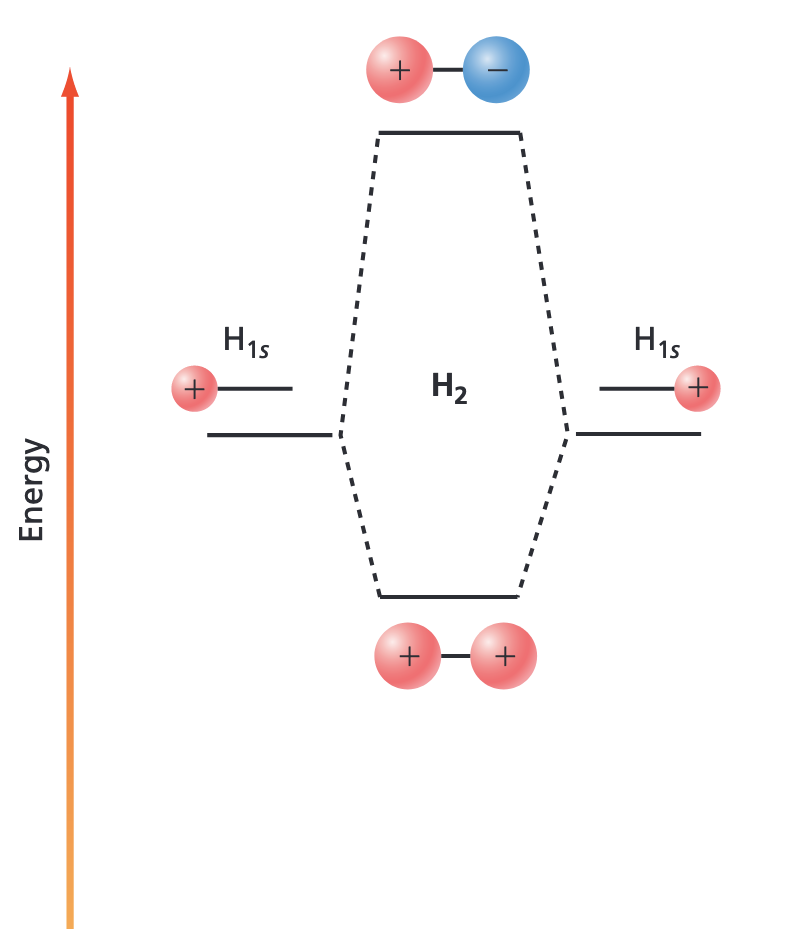 + −
H₁ₛ
H₁ₛ
+
+
H₂
Energy
+ +